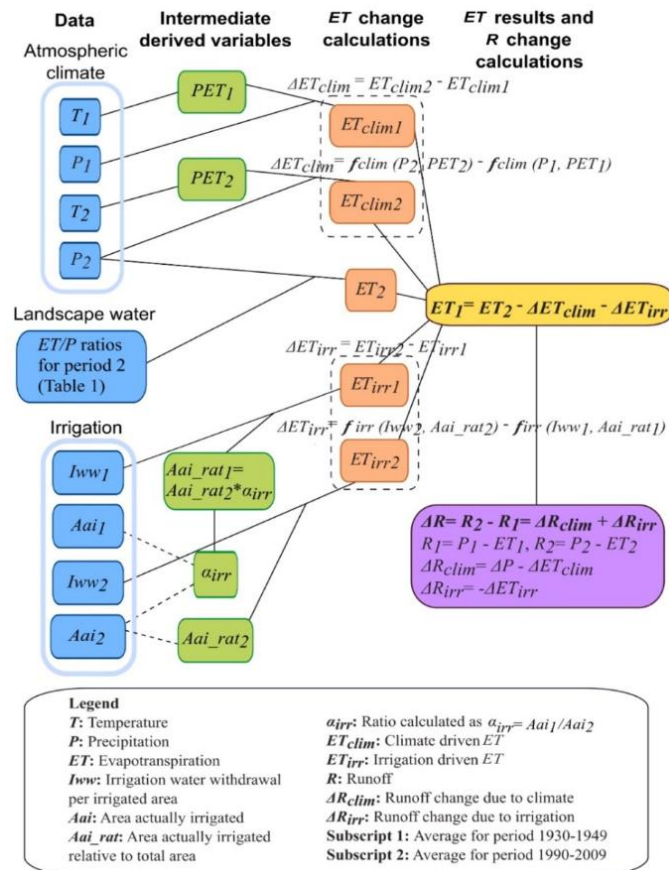 Data
Intermediate
derived variables
ET change
calculations
ET results and
R change
calculations
Atmospheric
climate
T1
P1
T2
P2
PET1
PET2
ΔETclim = ETclim2 - ETclim1
ETclim1
ΔETclim= fclim (P2, PET2) - fclim (P1, PET1)
ETclim2
ET2
ET1= ET2 - ΔETclim - ΔETirr
Landscape water
ET/P ratios
for period 2
(Table 1)
ΔETirr = ETirr2 - ETirr1
ETirr1
ΔETirr= firr (Iww2, Aai_rat2) - firr (Iww1, Aai_rat1)
ETirr2
Irrigation
Iww1
Aai1
Iww2
Aai2
Aai_rat1=
Aai_rat2*αirr
αirr
Aai_rat2
ΔR= R2 - R1= ΔRclim + ΔRirr
R1= P1 - ET1, R2= P2 - ET2
ΔRclim= ΔP - ΔETclim
ΔRirr= -ΔETirr
Legend
T: Temperature
P: Precipitation
ET: Evapotranspiration
Iww: Irrigation water withdrawal
per irrigated area
Aai: Area actually irrigated
Aai_rat: Area actually irrigated
relative to total area
αirr: Ratio calculated as αirr= Aai1/Aai2
ETclim: Climate driven ET
ETirr: Irrigation driven ET
R: Runoff
ΔRclim: Runoff change due to climate
ΔRirr: Runoff change due to irrigation
Subscript 1: Average for period 1930-1949
Subscript 2: Average for period 1990-2009